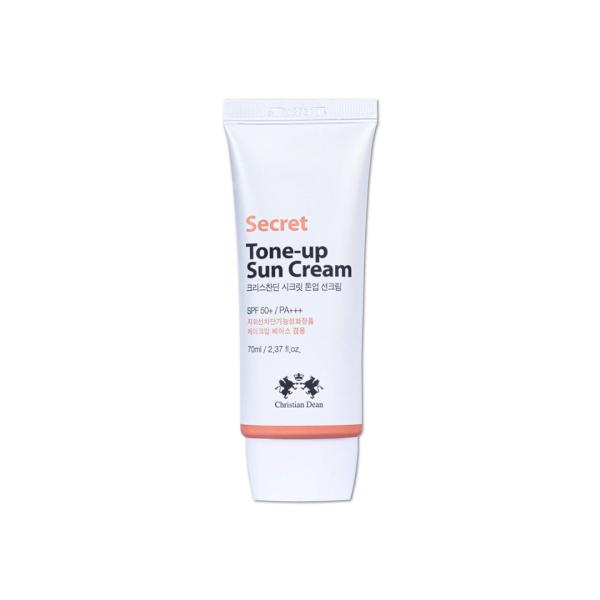 Secret
Tone-up
Sun Cream
크리스찬딘 시크릿 톤업 선크림
SPF 50+ / PA+++
자외선차단기능성화장품
메이크업 베이스 겸용
70ml / 2.37 fl.oz.
Christian Dean